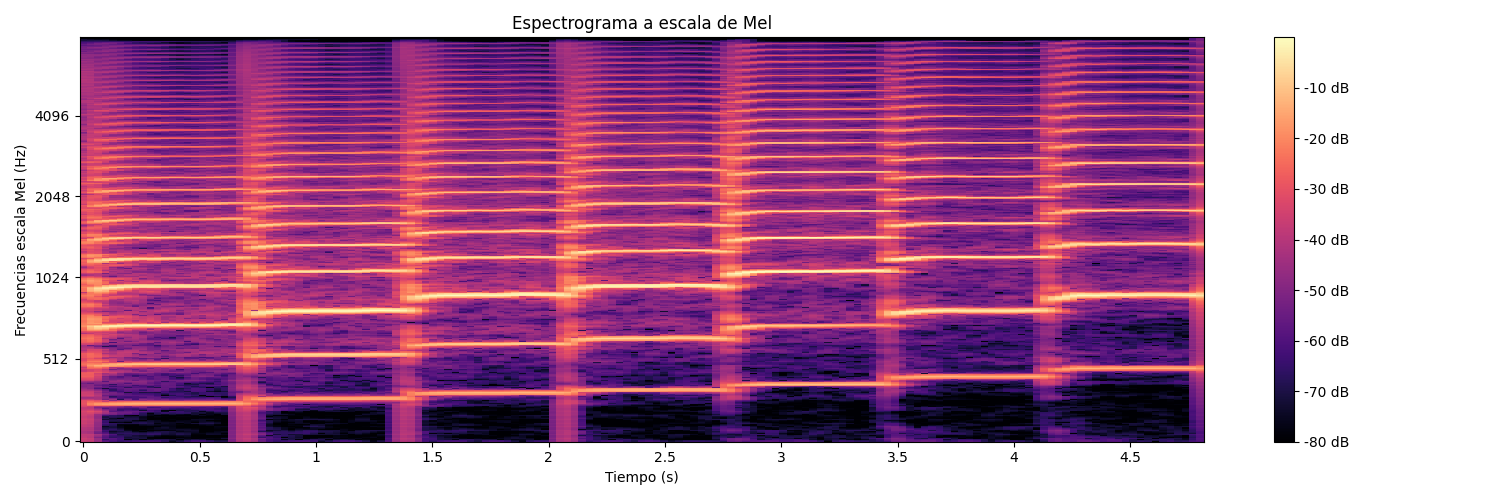 Espectrograma a escala de Mel
Frecuencias escala Mel (Hz)
4096
2048
1024
512
0
0
0.5
1
1.5
2
2.5
3
3.5
4
4.5
Tiempo (s)
-10 dB
-20 dB
-30 dB
-40 dB
-50 dB
-60 dB
-70 dB
-80 dB